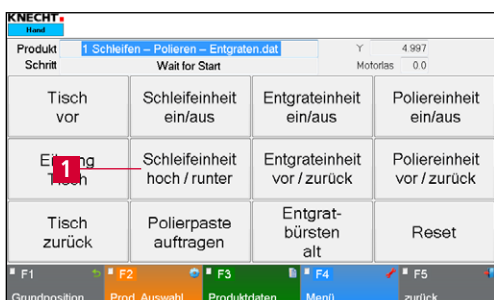 KNECHT
Hand
Produkt 1 Schleifen – Polieren – Entgraten.dat Y 4.997
Schritt Wait for Start Motorlas 0.0
Tisch vor
Schleifeinheit ein/aus
Entgrateinheit ein/aus
Poliereinheit ein/aus
1
Tisch
Schleifeinheit hoch / runter
Entgrateinheit vor / zurück
Poliereinheit vor / zurück
Tisch zurück
Polierpaste auftragen
Entgrat-
bürsten
alt
Reset
F1 F2 F3 F4 F5
Grundposition Prod. Auswahl Produktdaten Menü zurück